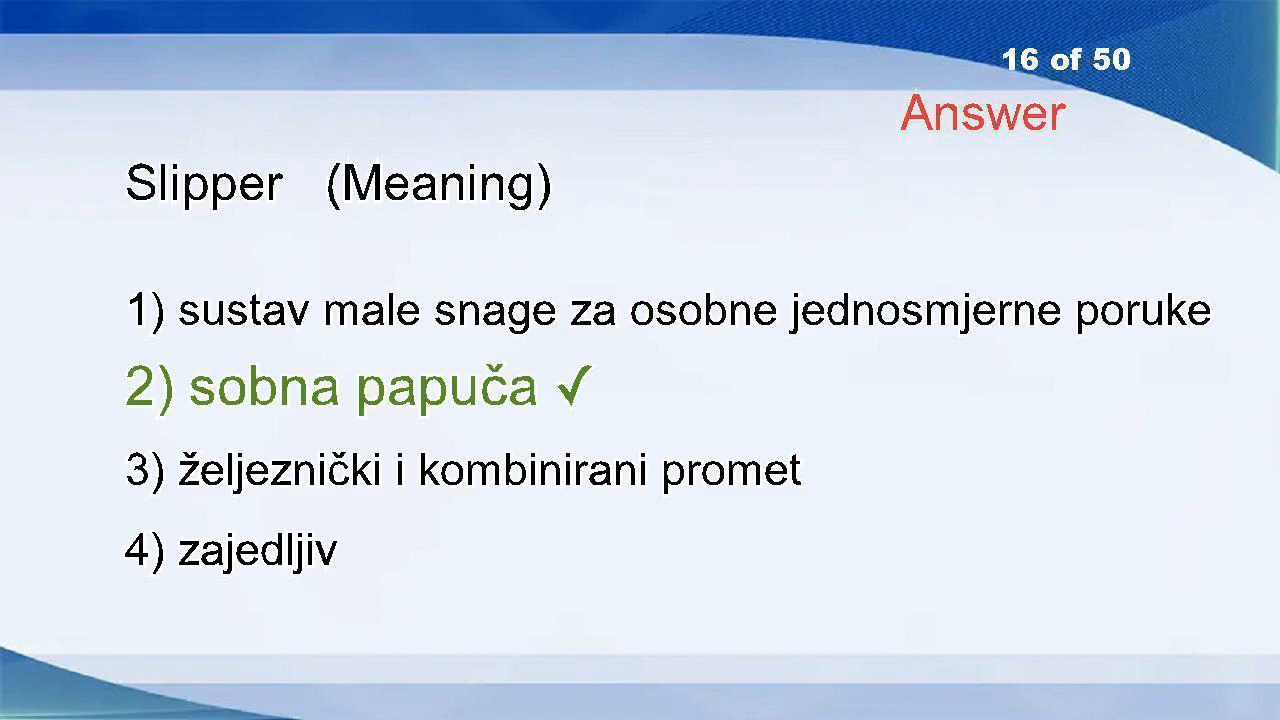 16 of 50
Answer
Slipper (Meaning)
1) sustav male snage za osobne jednosmjerne poruke
2) sobna papuča ✓
3) željeznički i kombinirani promet
4) zajedljiv